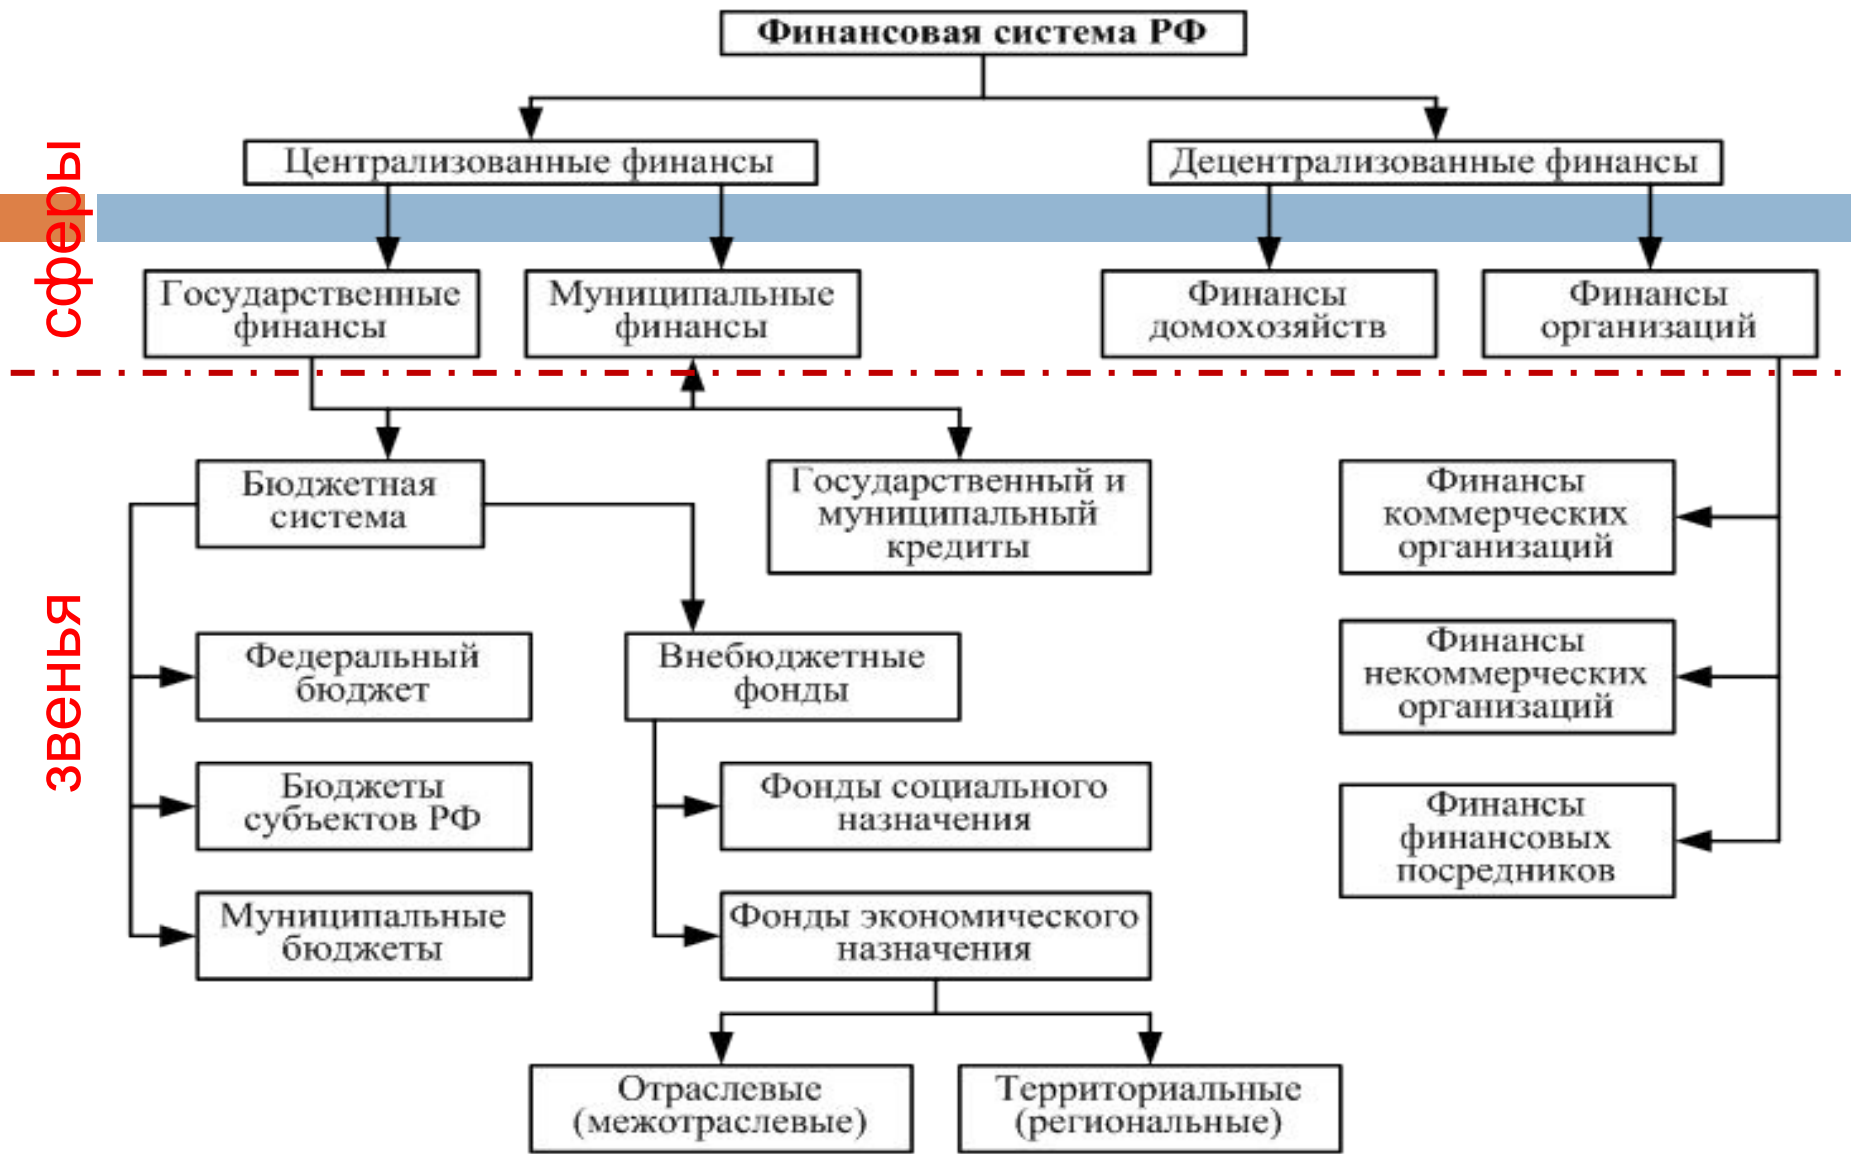 Финансовая система РФ
Централизованные финансы
Децентрализованные финансы
сферы
Государственные
финансы
Муниципальные
финансы
Финансы
домохозяйств
Финансы
организаций
звенья
Бюджетная
система
Государственный и
муниципальный
кредиты
Финансы
коммерческих
организаций
Федеральный
бюджет
Внебюджетные
фонды
Финансы
некоммерческих
организаций
Бюджеты
субъектов РФ
Фонды социального
назначения
Финансы
финансовых
посредников
Муниципальные
бюджеты
Фонды экономического
назначения
Отраслевые
(межотраслевые)
Территориальные
(региональные)